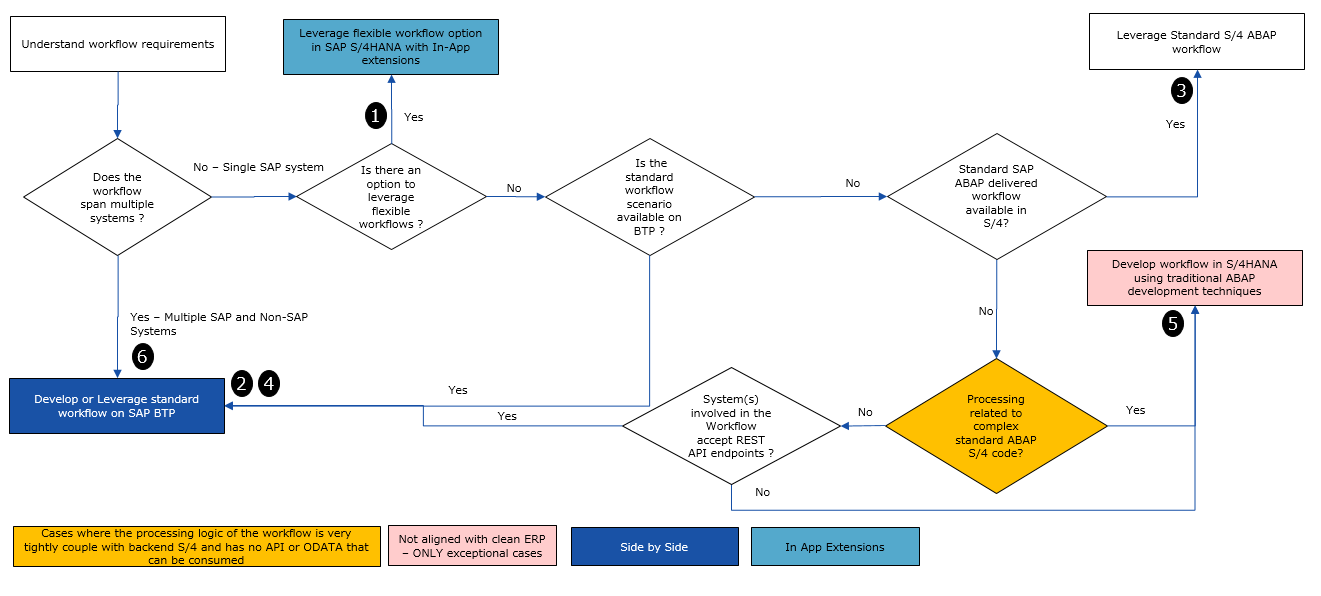 Understand workflow requirements
Leverage flexible workflow option
in SAP S/4HANA with In-App
extensions
Leverage Standard S/4 ABAP
workflow
1
Yes
3
Yes
Does the
workflow
span multiple
systems ?
No – Single SAP system
Is there an
option to
leverage
flexible
workflows ?
No
Is the
standard
workflow
scenario
available on
BTP ?
No
Standard SAP
ABAP delivered
workflow
available in
S/4?
Develop workflow in S/4HANA
using traditional ABAP
development techniques
5
No
Yes – Multiple SAP and Non-SAP
Systems
6
Develop or Leverage standard
workflow on SAP BTP
2
4
Yes
Yes
System(s)
involved in the
Workflow
accept REST
API endpoints ?
No
Processing
related to
complex
standard ABAP
S/4 code?
Yes
No
Cases where the processing logic of the workflow is very
tightly couple with backend S/4 and has no API or ODATA that
can be consumed
Not aligned with clean ERP
– ONLY exceptional cases
Side by Side
In App Extensions